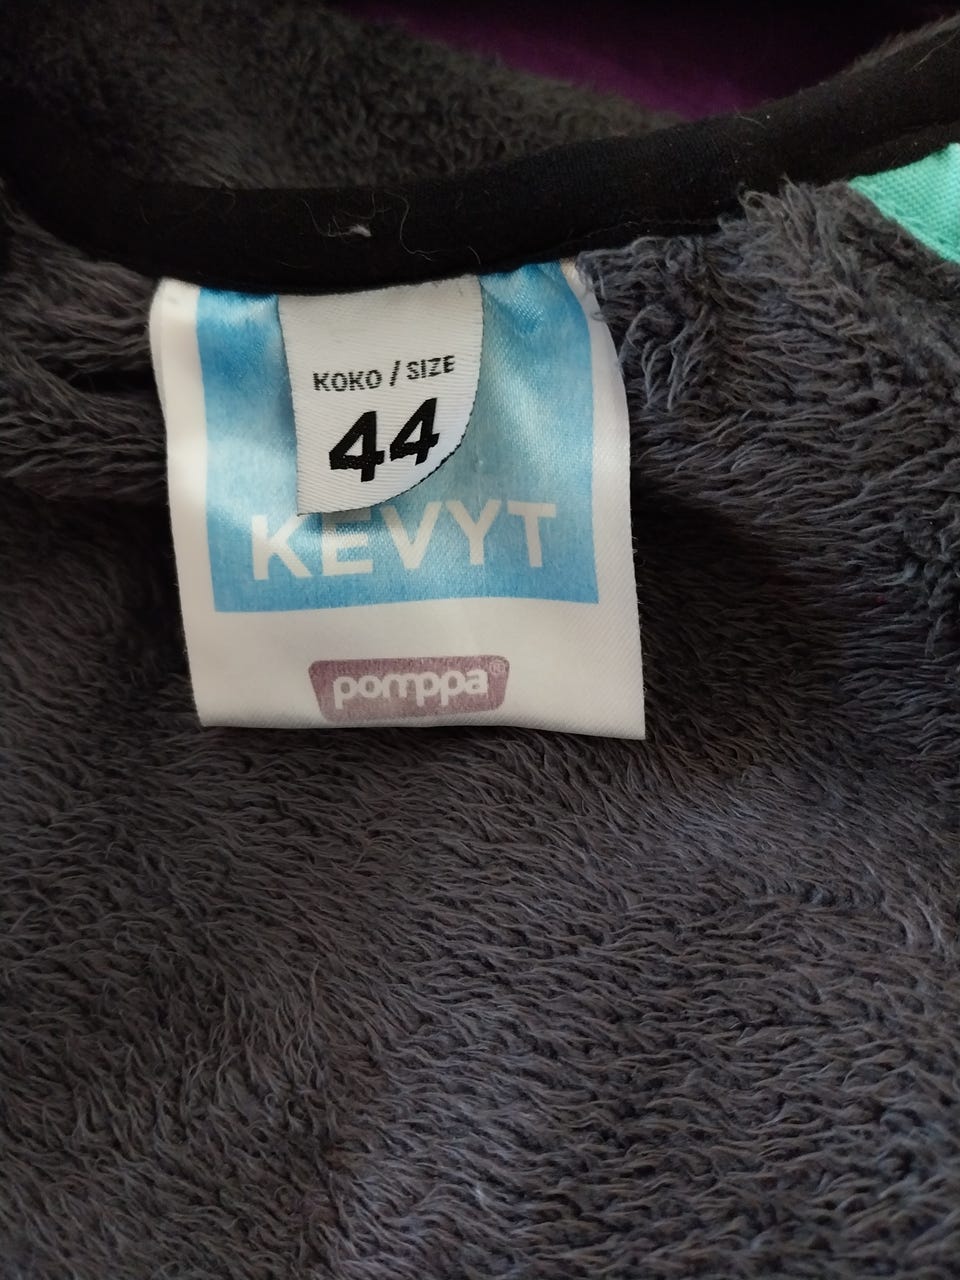 KOKO / SIZE
44
KEVYT
pomppa®